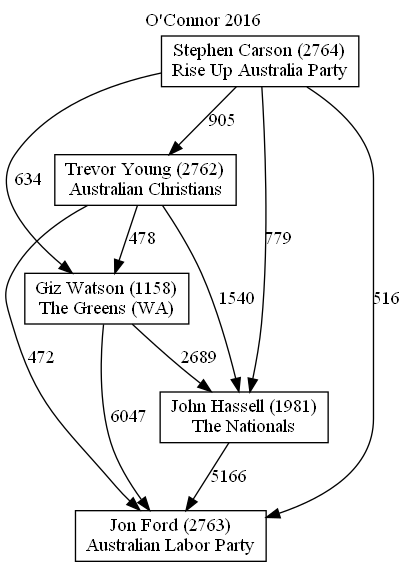 O'Connor 2016
Stephen Carson (2764)
Rise Up Australia Party
905
Trevor Young (2762)
Australian Christians
634
478
779
516
Giz Watson (1158)
The Greens (WA)
1540
472
2689
6047
John Hassell (1981)
The Nationals
5166
Jon Ford (2763)
Australian Labor Party